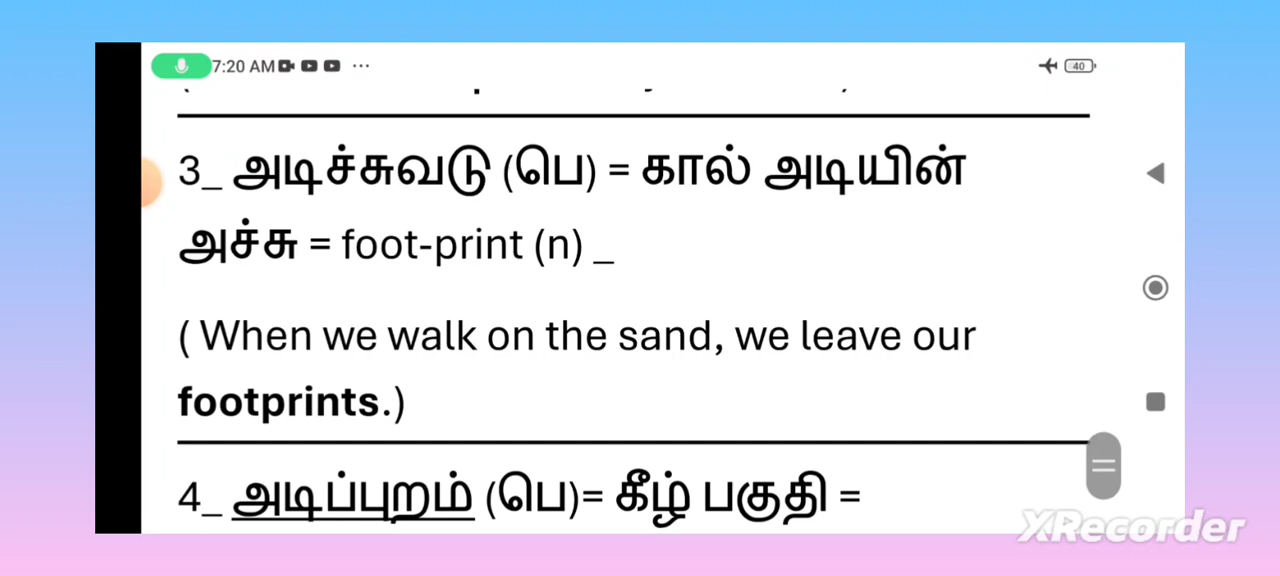 7:20 AM ...
40
3_ அடிச்சுவடு (பெ) = கால் அடியின்
அச்சு = foot-print (n) _
( When we walk on the sand, we leave our
footprints.)
4_ அடிப்புறம் (பெ)= கீழ் பகுதி =
XRecorder